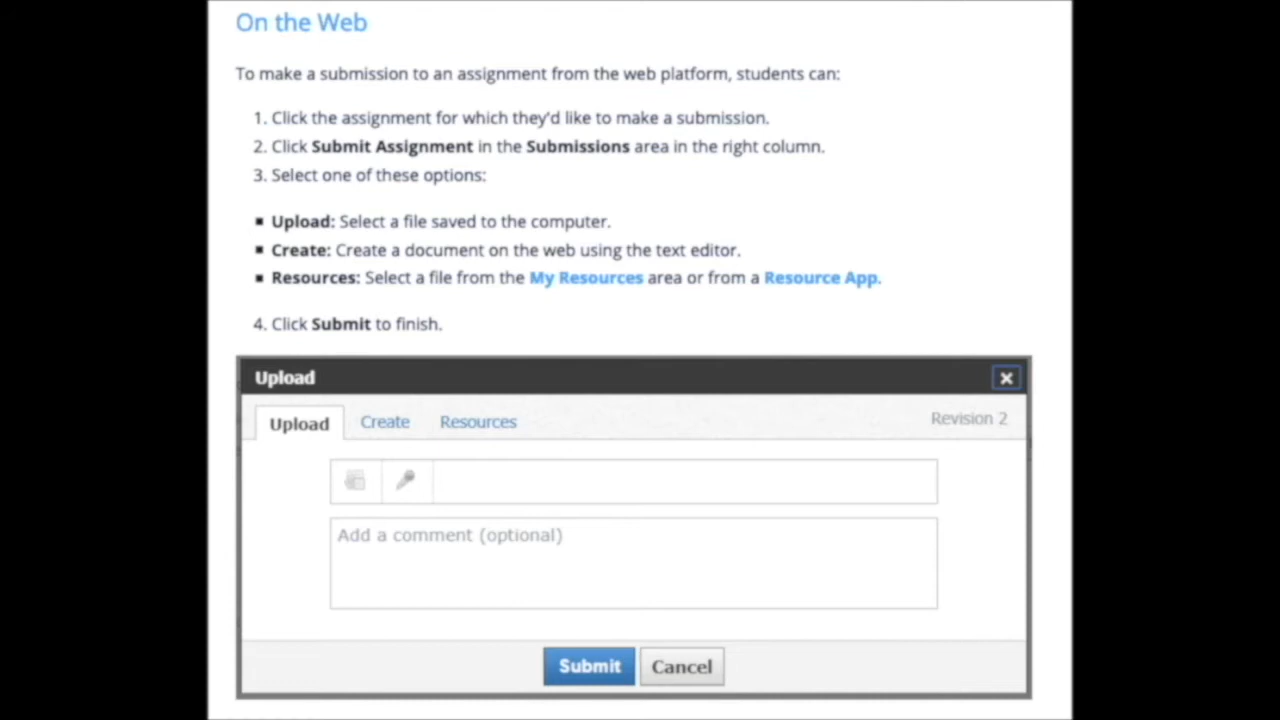 On the Web
To make a submission to an assignment from the web platform, students can:
1. Click the assignment for which they'd like to make a submission.
2. Click Submit Assignment in the Submissions area in the right column.
3. Select one of these options:
▪ Upload: Select a file saved to the computer.
▪ Create: Create a document on the web using the text editor.
▪ Resources: Select a file from the My Resources area or from a Resource App.
4. Click Submit to finish.
Upload
Upload Create Resources Revision 2
Add a comment (optional)
Submit Cancel